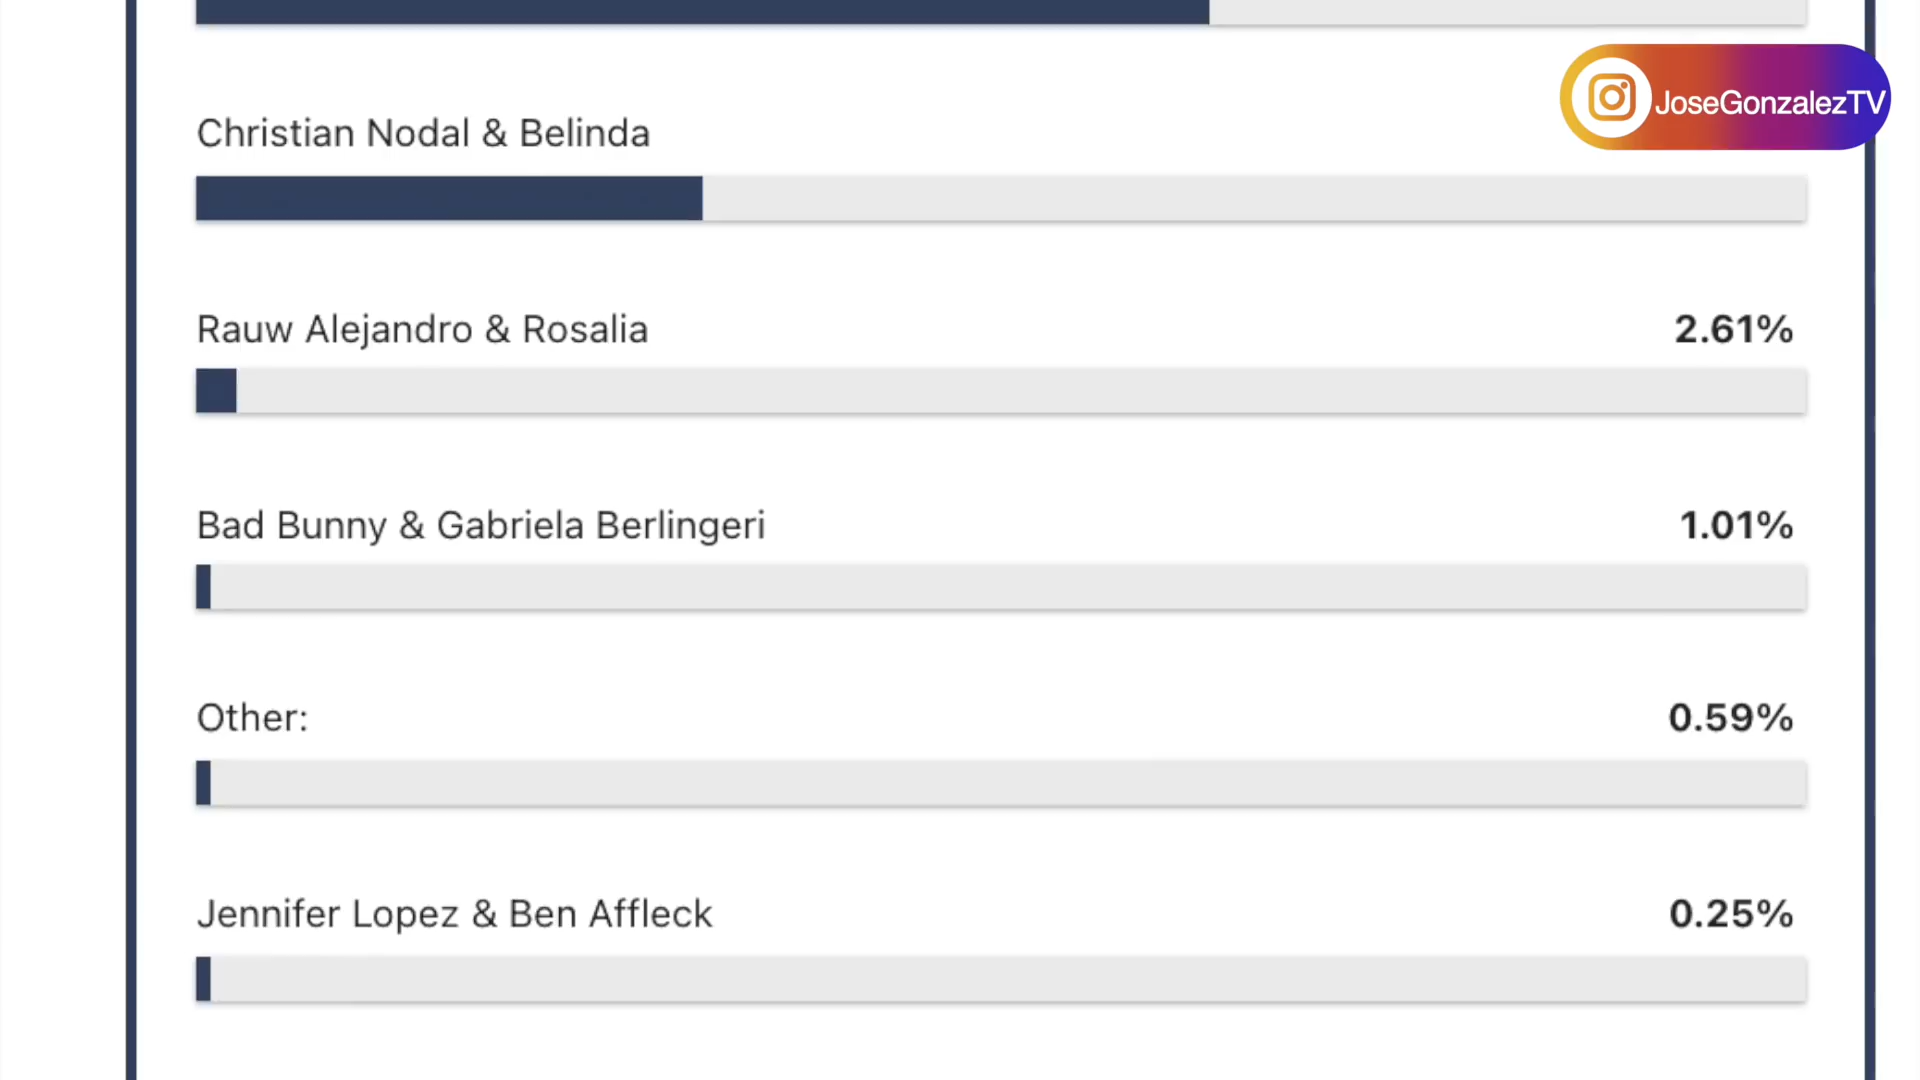 JoseGonzalezTV
Christian Nodal & Belinda
Rauw Alejandro & Rosalia 2.61%
Bad Bunny & Gabriela Berlingeri 1.01%
Other: 0.59%
Jennifer Lopez & Ben Affleck 0.25%